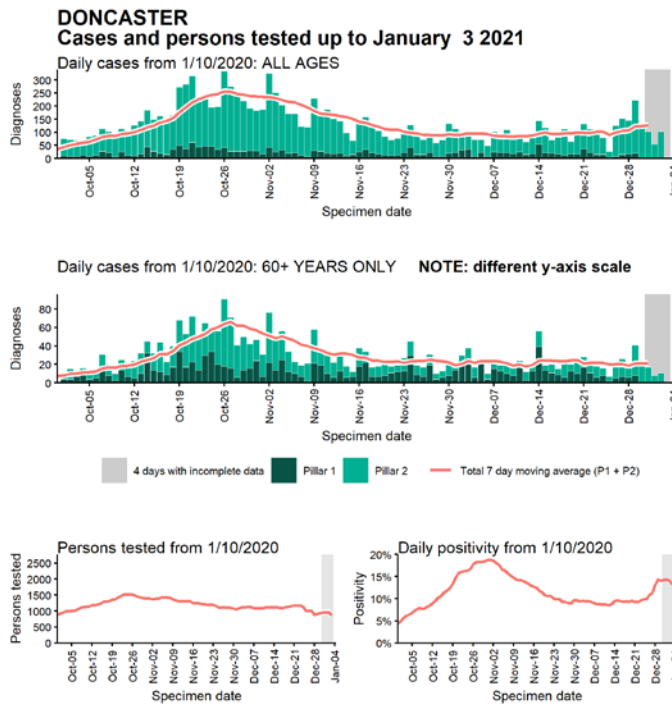 DONCASTER
Cases and persons tested up to January 3 2021
Daily cases from 1/10/2020: ALL AGES
Diagnoses
300
250
200
150
100
50
0
Oct-05
Oct-12
Oct-19
Oct-26
Nov-02
Nov-09
Nov-16
Nov-23
Nov-30
Dec-07
Dec-14
Dec-21
Dec-28
Specimen date
Daily cases from 1/10/2020: 60+ YEARS ONLY NOTE: different y-axis scale
Diagnoses
80
60
40
20
0
Oct-05
Oct-12
Oct-19
Oct-26
Nov-02
Nov-09
Nov-16
Nov-23
Nov-30
Dec-07
Dec-14
Dec-21
Dec-28
Specimen date
4 days with incomplete data Pillar 1 Pillar 2 Total 7 day moving average (P1 + P2)
Persons tested from 1/10/2020
Persons tested
2500
2000
1500
1000
500
0
Oct-05
Oct-12
Oct-19
Oct-26
Nov-02
Nov-09
Nov-16
Nov-23
Nov-30
Dec-07
Dec-14
Dec-21
Dec-28
Jan-04
Specimen date
Daily positivity from 1/10/2020
Positivity
20%
15%
10%
5%
0%
Oct-05
Oct-12
Oct-19
Oct-26
Nov-02
Nov-09
Nov-16
Nov-23
Nov-30
Dec-07
Dec-14
Dec-21
Dec-28
Specimen date